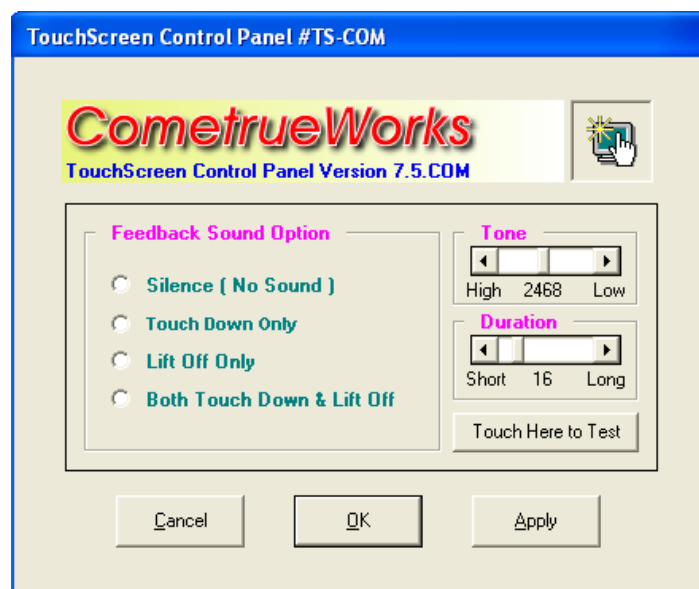 TouchScreen Control Panel #TS-COM
CometrueWorks
TouchScreen Control Panel Version 7.5.COM
Feedback Sound Option
Silence ( No Sound )
Touch Down Only
Lift Off Only
Both Touch Down & Lift Off
Tone
High 2468 Low
Duration
Short 16 Long
Touch Here to Test
Cancel OK Apply